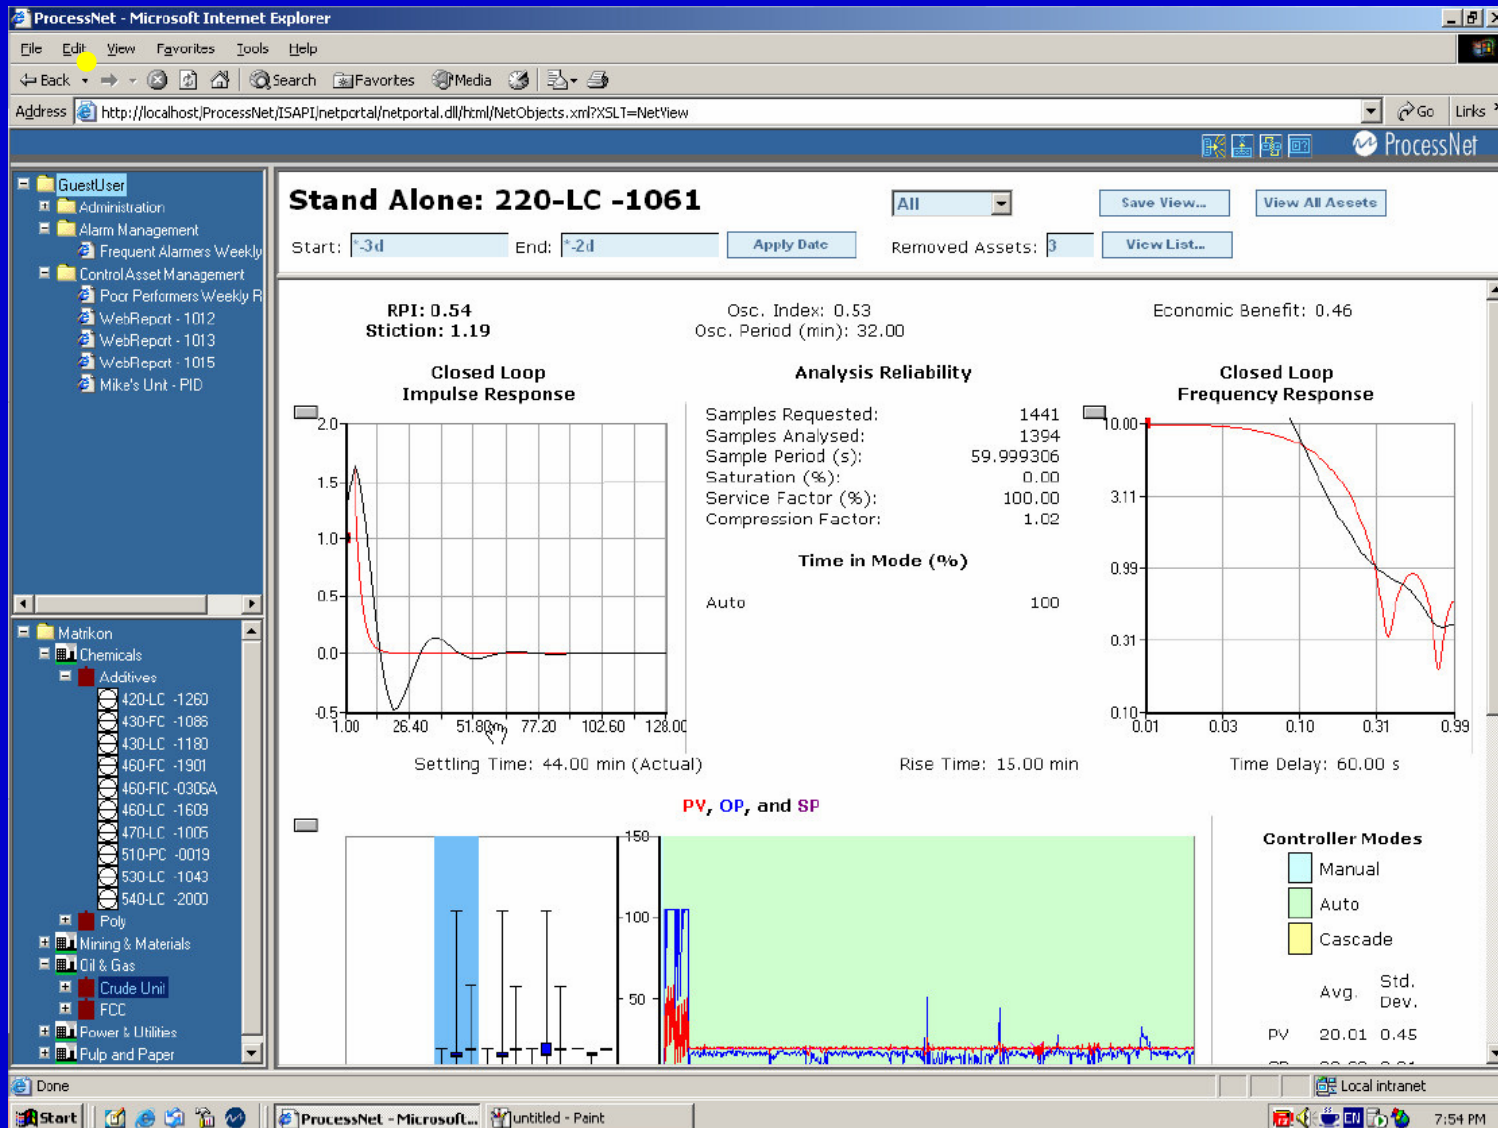 ProcessNet - Microsoft Internet Explorer
File Edit View Favorites Tools Help
Back Search Favorites Media
Address http://localhost/ProcessNet/ISAPI/netportal/netportal.dll/html/NetObjects.xml?XSLT=NetView Go Links
ProcessNet
GuestUser
Administration
Alarm Management
Frequent Alarmers Weekly
Control Asset Management
Poor Performers Weekly R
WebReport - 1012
WebReport - 1013
WebReport - 1015
Mike's Unit - PID
Matrikon
Chemicals
Additives
420-LC -1260
430-FC -1086
430-LC -1180
460-FC -1901
460-FIC -0306A
460-LC -1609
470-LC -1005
510-PC -0019
530-LC -1043
540-LC -2000
Poly
Mining & Materials
Oil & Gas
Crude Unit
FCC
Power & Utilities
Pulp and Paper
Stand Alone: 220-LC -1061
All Save View... View All Assets
Start: *-3d End: *-2d Apply Date Removed Assets: 3 View List...
RPI: 0.54
Stiction: 1.19
Osc. Index: 0.53
Osc. Period (min): 32.00
Economic Benefit: 0.46
Closed Loop
Impulse Response
2.0
1.5
1.0
0.5
0.0
-0.5
1.00 26.40 51.80 77.20 102.60 128.00
Analysis Reliability
Samples Requested: 1441
Samples Analysed: 1394
Sample Period (s): 59.999306
Saturation (%): 0.00
Service Factor (%): 100.00
Compression Factor: 1.02
Time in Mode (%)
Auto 100
Closed Loop
Frequency Response
10.00
3.11
0.99
0.31
0.10
0.01 0.03 0.10 0.31 0.99
Settling Time: 44.00 min (Actual) Rise Time: 15.00 min Time Delay: 60.00 s
PV, OP, and SP
150
100
50
Controller Modes
Manual
Auto
Cascade
Avg. Std. Dev.
PV 20.01 0.45
Done Local intranet
Start ProcessNet - Microsoft... untitled - Paint EN 7:54 PM